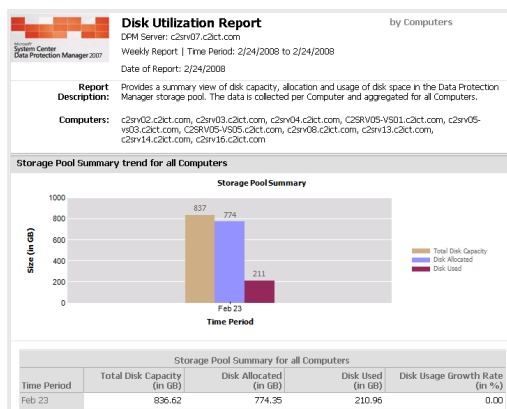 Microsoft
System Center
Data Protection Manager 2007
Disk Utilization Report
by Computers
DPM Server: c2srv07.c2ict.com
Weekly Report | Time Period: 2/24/2008 to 2/24/2008
Date of Report: 2/24/2008
Report Description:
Provides a summary view of disk capacity, allocation and usage of disk space in the Data Protection
Manager storage pool. The data is collected per Computer and aggregated for all Computers.
Computers:
c2srv02.c2ict.com, c2srv03.c2ict.com, c2srv04.c2ict.com, C2SRV05-VS01.c2ict.com, c2srv05-
vs03.c2ict.com, C2SRV05-VS05.c2ict.com, c2srv08.c2ict.com, c2srv13.c2ict.com,
c2srv14.c2ict.com, c2srv16.c2ict.com
Storage Pool Summary trend for all Computers
Storage Pool Summary
Size (in GB)
1000
800
600
400
200
0
837
774
211
Feb 23
Time Period
Total Disk Capacity
Disk Allocated
Disk Used
Storage Pool Summary for all Computers
Time Period Total Disk Capacity (in GB) Disk Allocated (in GB) Disk Used (in GB) Disk Usage Growth Rate (in %)
Feb 23 836.62 774.35 210.96 0.00